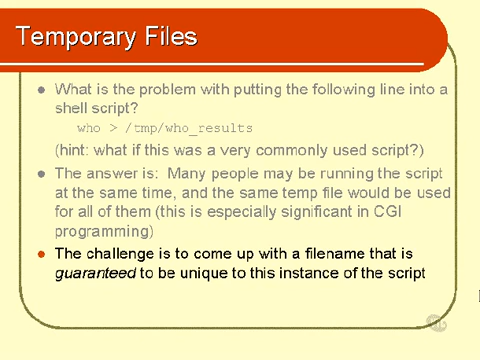 Temporary Files
What is the problem with putting the following line into a
shell script?
who > /tmp/who_results
(hint: what if this was a very commonly used script?)
The answer is:  Many people may be running the script
at the same time, and the same temp file would be used
for all of them (this is especially significant in CGI
programming)
The challenge is to come up with a filename that is
guaranteed to be unique to this instance of the script